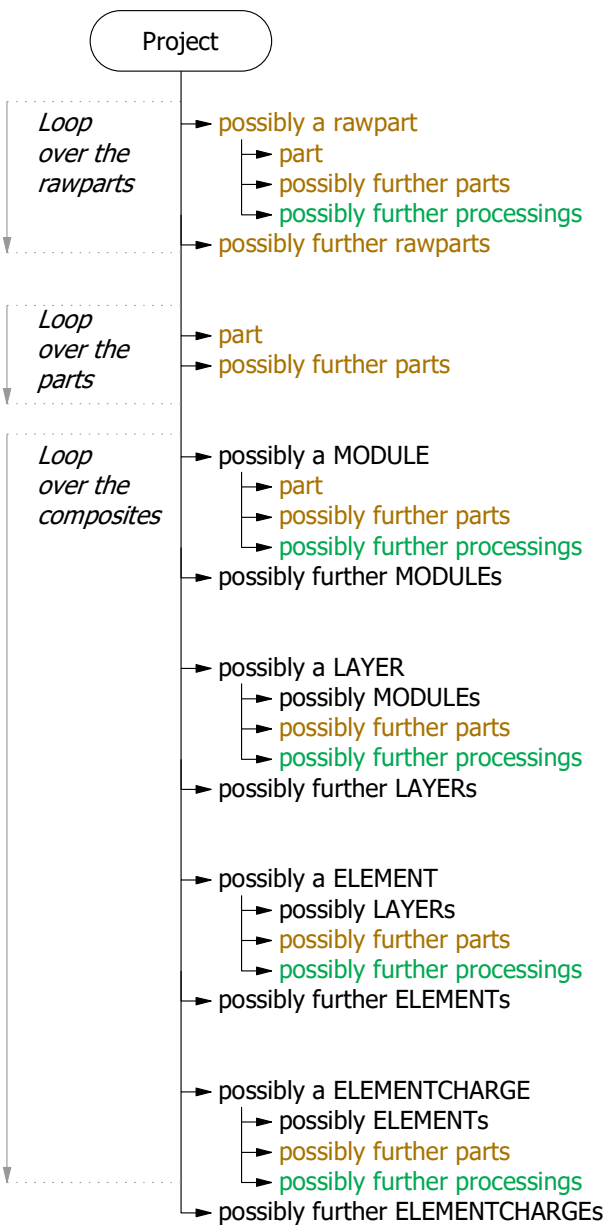 Project
Loop
over the
rawparts
possibly a rawpart
part
possibly further parts
possibly further processings
possibly further rawparts
Loop
over the
parts
part
possibly further parts
Loop
over the
composites
possibly a MODULE
part
possibly further parts
possibly further processings
possibly further MODULEs
possibly a LAYER
possibly MODULEs
possibly further parts
possibly further processings
possibly further LAYERs
possibly a ELEMENT
possibly LAYERs
possibly further parts
possibly further processings
possibly further ELEMENTs
possibly a ELEMENTCHARGE
possibly ELEMENTs
possibly further parts
possibly further processings
possibly further ELEMENTCHARGEs